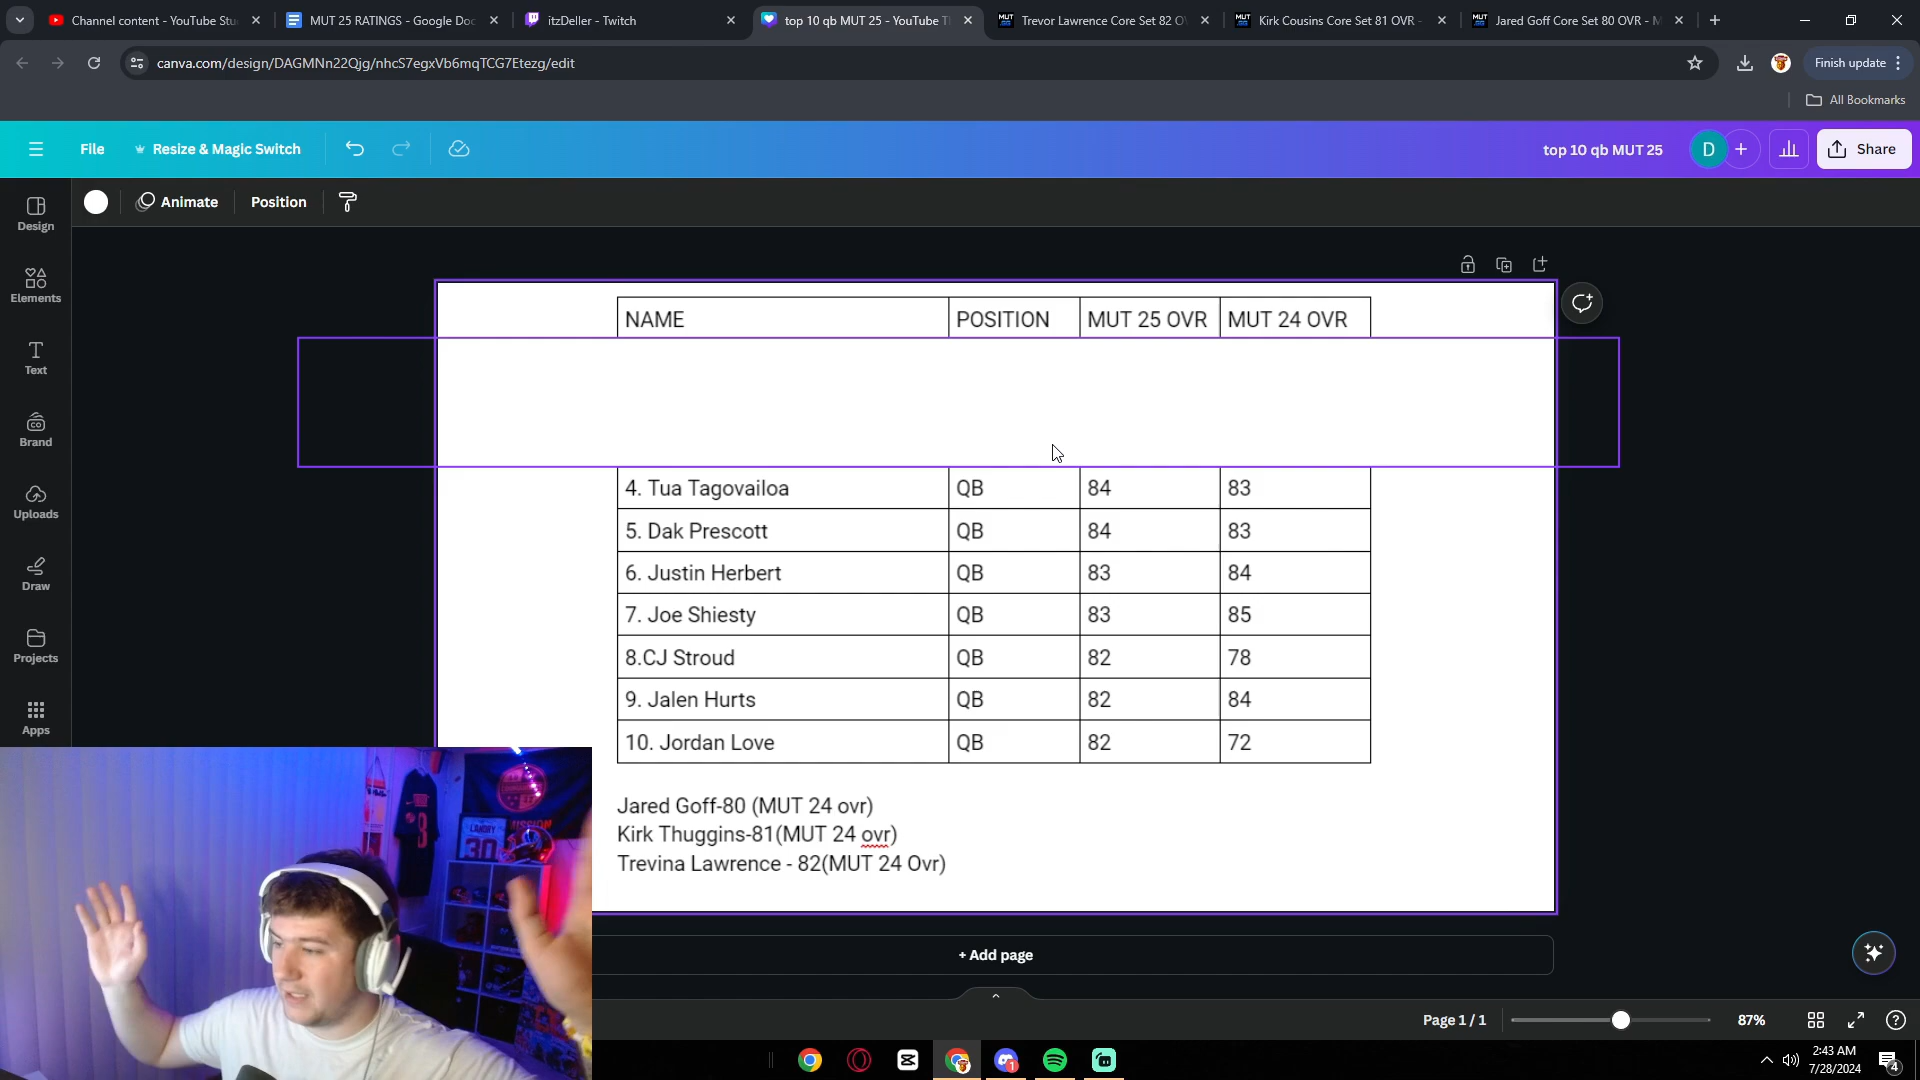 Channel content - YouTube Stu
MUT 25 RATINGS - Google Doc
itzDeller - Twitch
top 10 qb MUT 25 - YouTube T
Trevor Lawrence Core Set 82 O
Kirk Cousins Core Set 81 OVR -
Jared Goff Core Set 80 OVR - M
canva.com/design/DAGMNn22Qjg/nhcS7egxVb6mqTCG7Etezg/edit
Finish update
All Bookmarks
File
Resize & Magic Switch
top 10 qb MUT 25
D
+
Share
Animate
Position
Design
Elements
Text
Brand
Uploads
Draw
Projects
Apps
NAME POSITION MUT 25 OVR MUT 24 OVR
4. Tua Tagovailoa QB 84 83
5. Dak Prescott QB 84 83
6. Justin Herbert QB 83 84
7. Joe Shiesty QB 83 85
8.CJ Stroud QB 82 78
9. Jalen Hurts QB 82 84
10. Jordan Love QB 82 72
Jared Goff-80 (MUT 24 ovr)
Kirk Thuggins-81(MUT 24 ovr)
Trevina Lawrence - 82(MUT 24 Ovr)
LANDRY
30
+ Add page
Page 1 / 1
87%
2:43 AM
7/28/2024
4